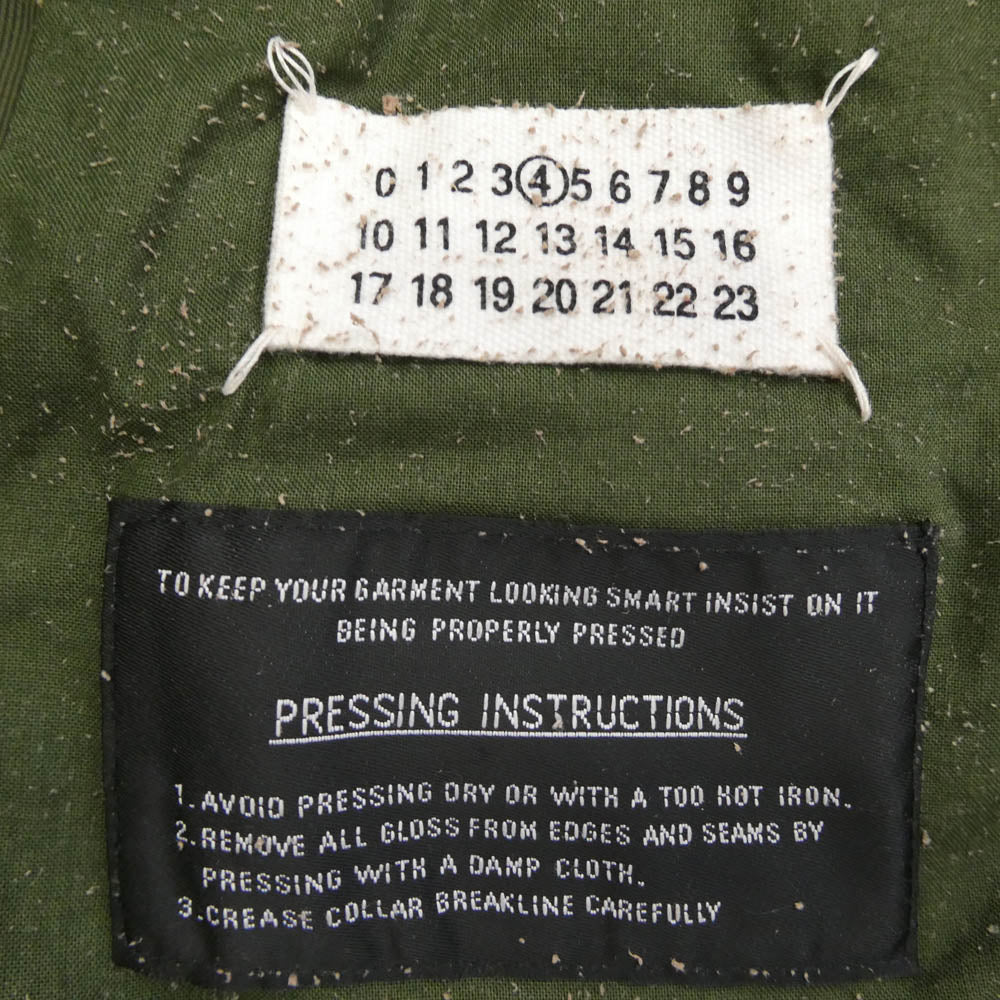 0 1 2 3 4 5 6 7 8 9
10 11 12 13 14 15 16
17 18 19 20 21 22 23
TO KEEP YOUR GARMENT LOOKING SMART INSIST ON IT
BEING PROPERLY PRESSED
PRESSING INSTRUCTIONS
1. AVOID PRESSING DRY OR WITH A TOO HOT IRON.
2. REMOVE ALL GLOSS FROM EDGES AND SEAMS BY
PRESSING WITH A DAMP CLOTH.
3. CREASE COLLAR BREAKLINE CAREFULLY